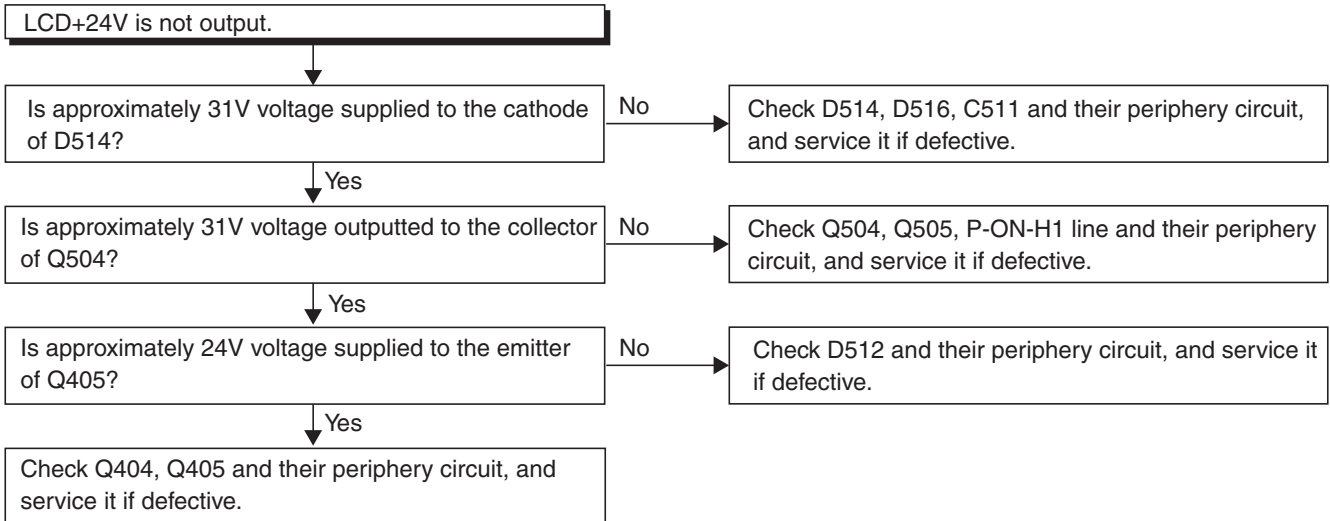 LCD+24V is not output.
Is approximately 31V voltage supplied to the cathode
of D514?
No
Check D514, D516, C511 and their periphery circuit,
and service it if defective.
Yes
Is approximately 31V voltage outputted to the collector
of Q504?
No
Check Q504, Q505, P-ON-H1 line and their periphery
circuit, and service it if defective.
Yes
Is approximately 24V voltage supplied to the emitter
of Q405?
No
Check D512 and their periphery circuit, and service it
if defective.
Yes
Check Q404, Q405 and their periphery circuit, and
service it if defective.